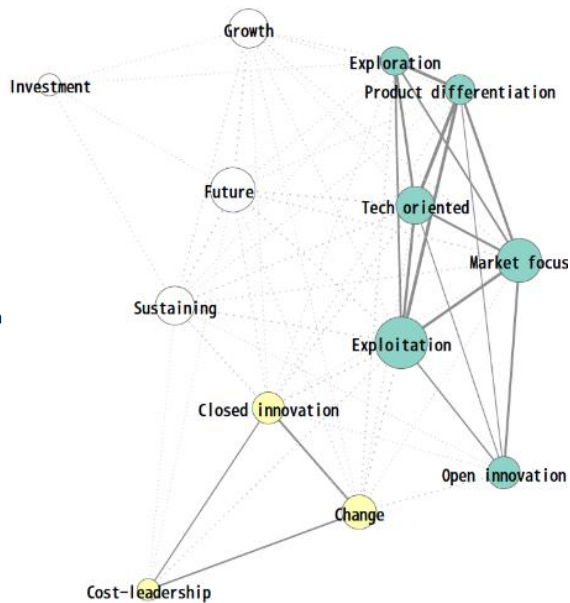 Growth
Exploration
Investment
Product differentiation
Future
Tech oriented
Market focus
Sustaining
Exploitation
Closed innovation
Open innovation
Change
Cost-leadership